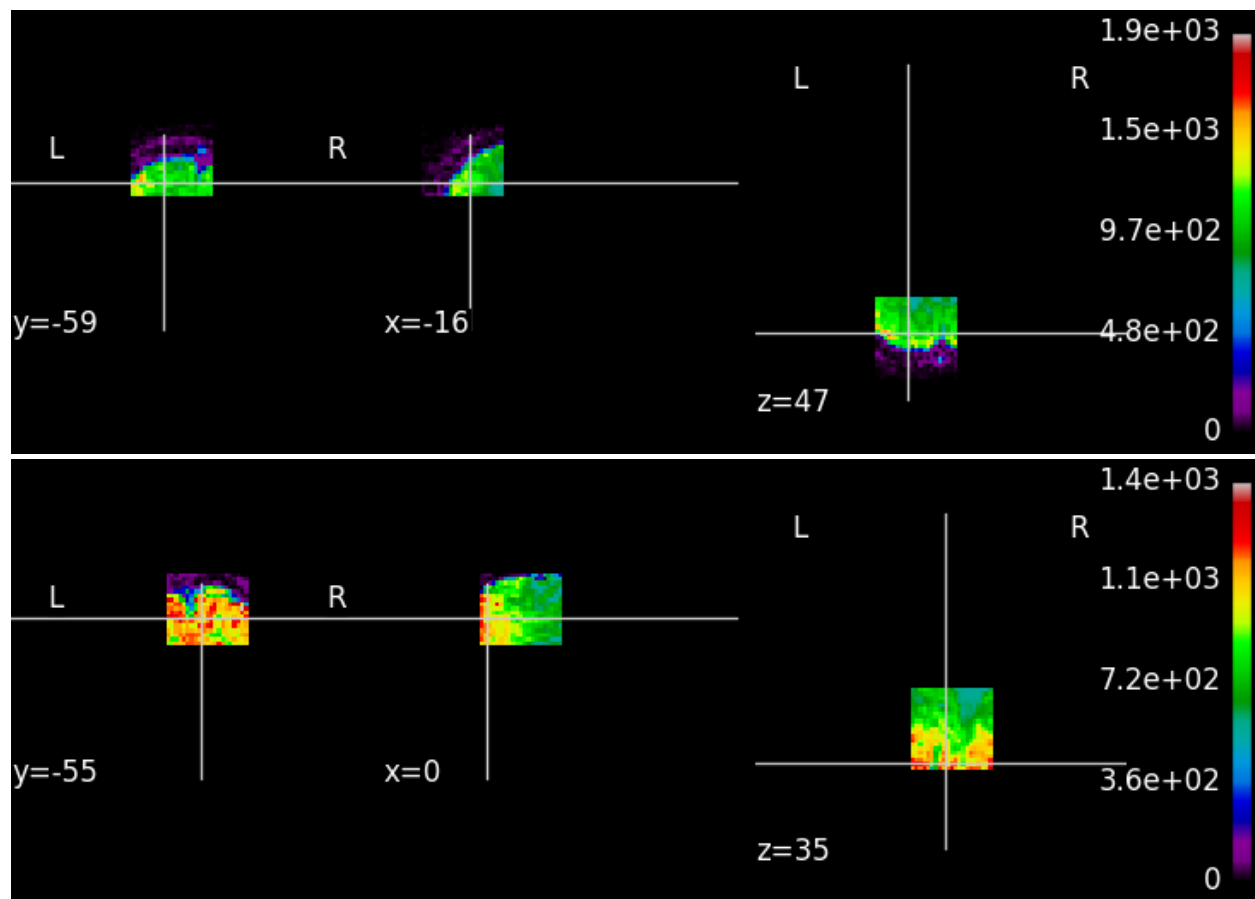 1.9e+03
L R
1.5e+03
L R
9.7e+02
y=-59 x=-16 4.8e+02
z=47
0
1.4e+03
L R
1.1e+03
L R
7.2e+02
y=-55 x=0 3.6e+02
z=35
0